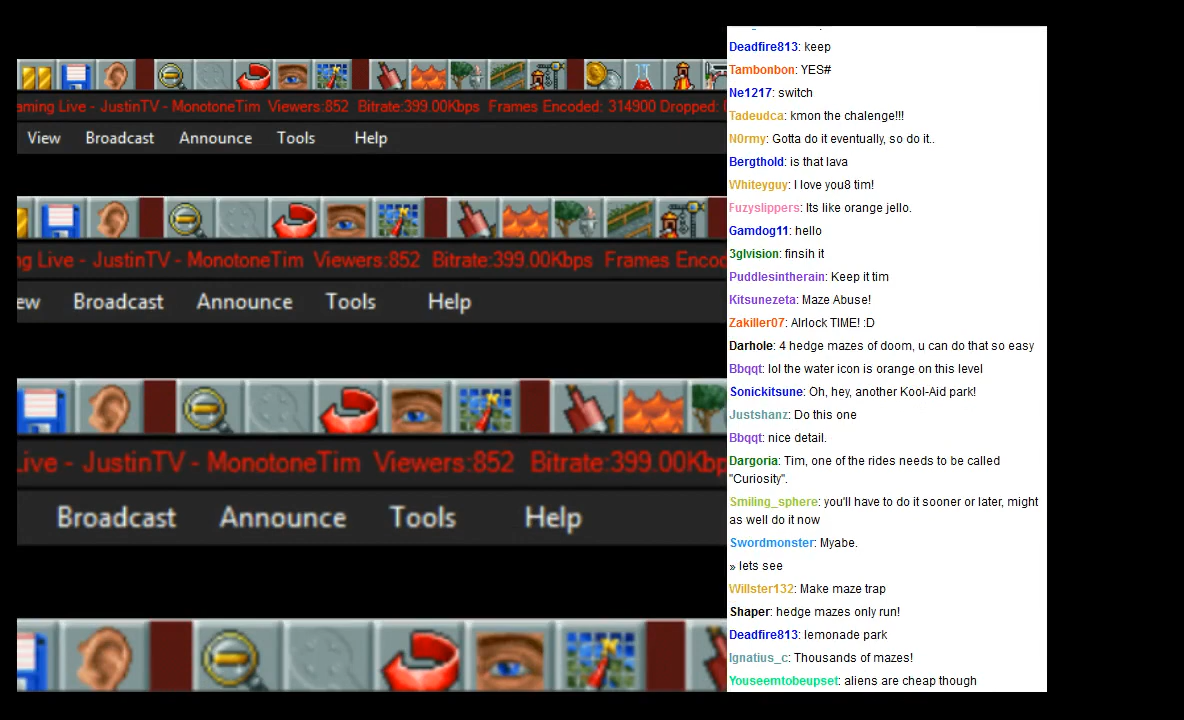 aming Live - JustinTV - MonotoneTim Viewers:852 Bitrate:399.00Kbps Frames Encoded: 314900 Dropped:
View Broadcast Announce Tools Help
ng Live - JustinTV - MonotoneTim Viewers:852 Bitrate:399.00Kbps Frames Encod
ew Broadcast Announce Tools Help
Live - JustinTV - MonotoneTim Viewers:852 Bitrate:399.00Kbp
Broadcast Announce Tools Help
Deadfire813: keep
Tambonbon: YES#
Ne1217: switch
Tadeudca: kmon the chalenge!!!
N0rmy: Gotta do it eventually, so do it..
Bergthold: is that lava
Whiteyguy: I love you8 tim!
Fuzyslippers: Its like orange jello.
Gamdog11: hello
3glvision: finsih it
Puddlesintherain: Keep it tim
Kitsunezeta: Maze Abuse!
Zakiller07: AIrlock TIME! :D
Darhole: 4 hedge mazes of doom, u can do that so easy
Bbqqt: lol the water icon is orange on this level
Sonickitsune: Oh, hey, another Kool-Aid park!
Justshanz: Do this one
Bbqqt: nice detail.
Dargoria: Tim, one of the rides needs to be called
"Curiosity".
Smiling_sphere: you'll have to do it sooner or later, might
as well do it now
Swordmonster: Myabe.
» lets see
Willster132: Make maze trap
Shaper: hedge mazes only run!
Deadfire813: lemonade park
Ignatius_c: Thousands of mazes!
Youseemtobeupset: aliens are cheap though